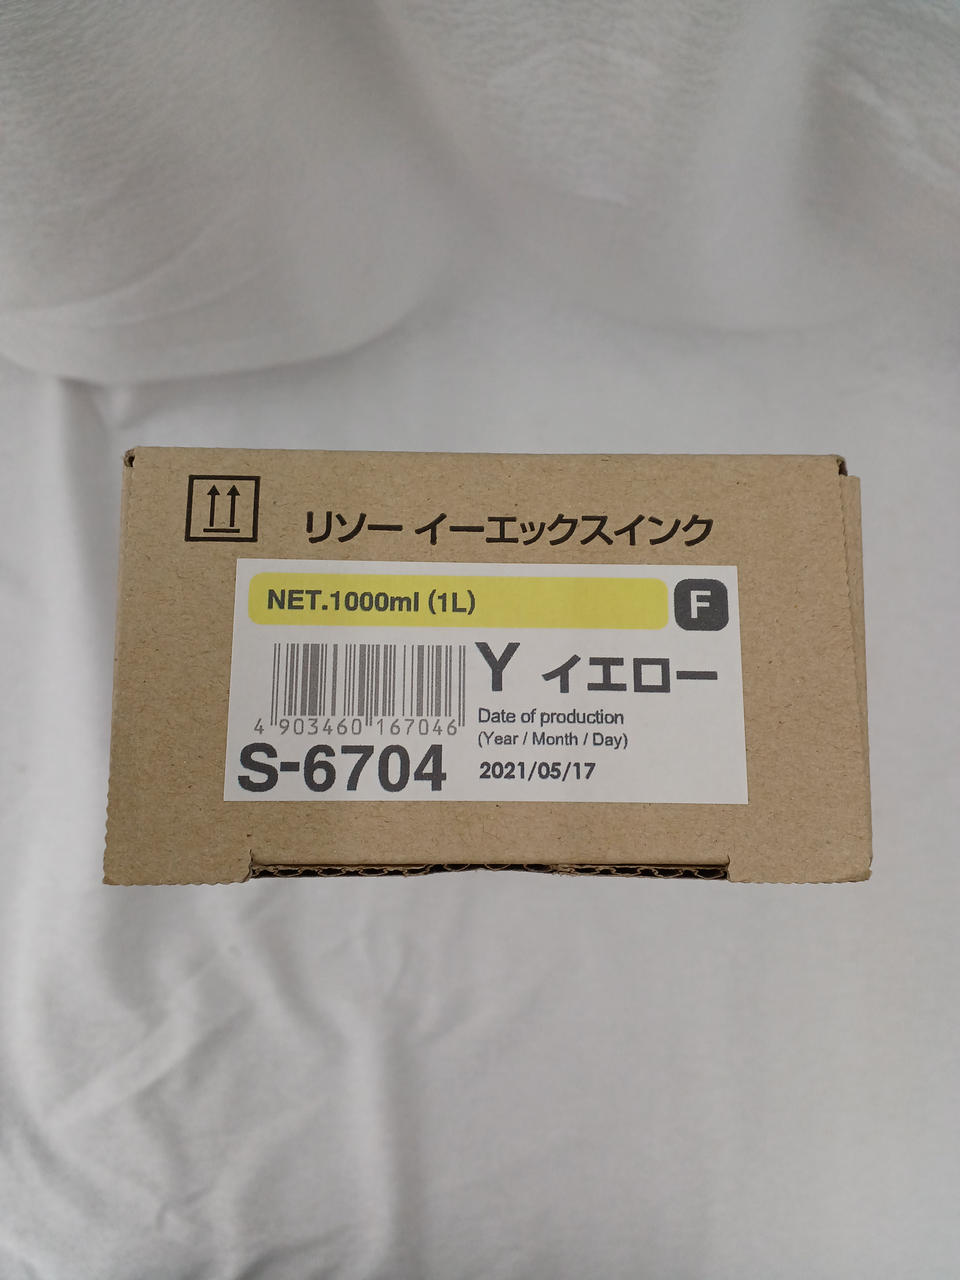 リソー イーエックスインク
NET.1000ml (1L)
F
Y イエロー
4 903460 167046
Date of production
(Year / Month / Day)
S-6704
2021/05/17